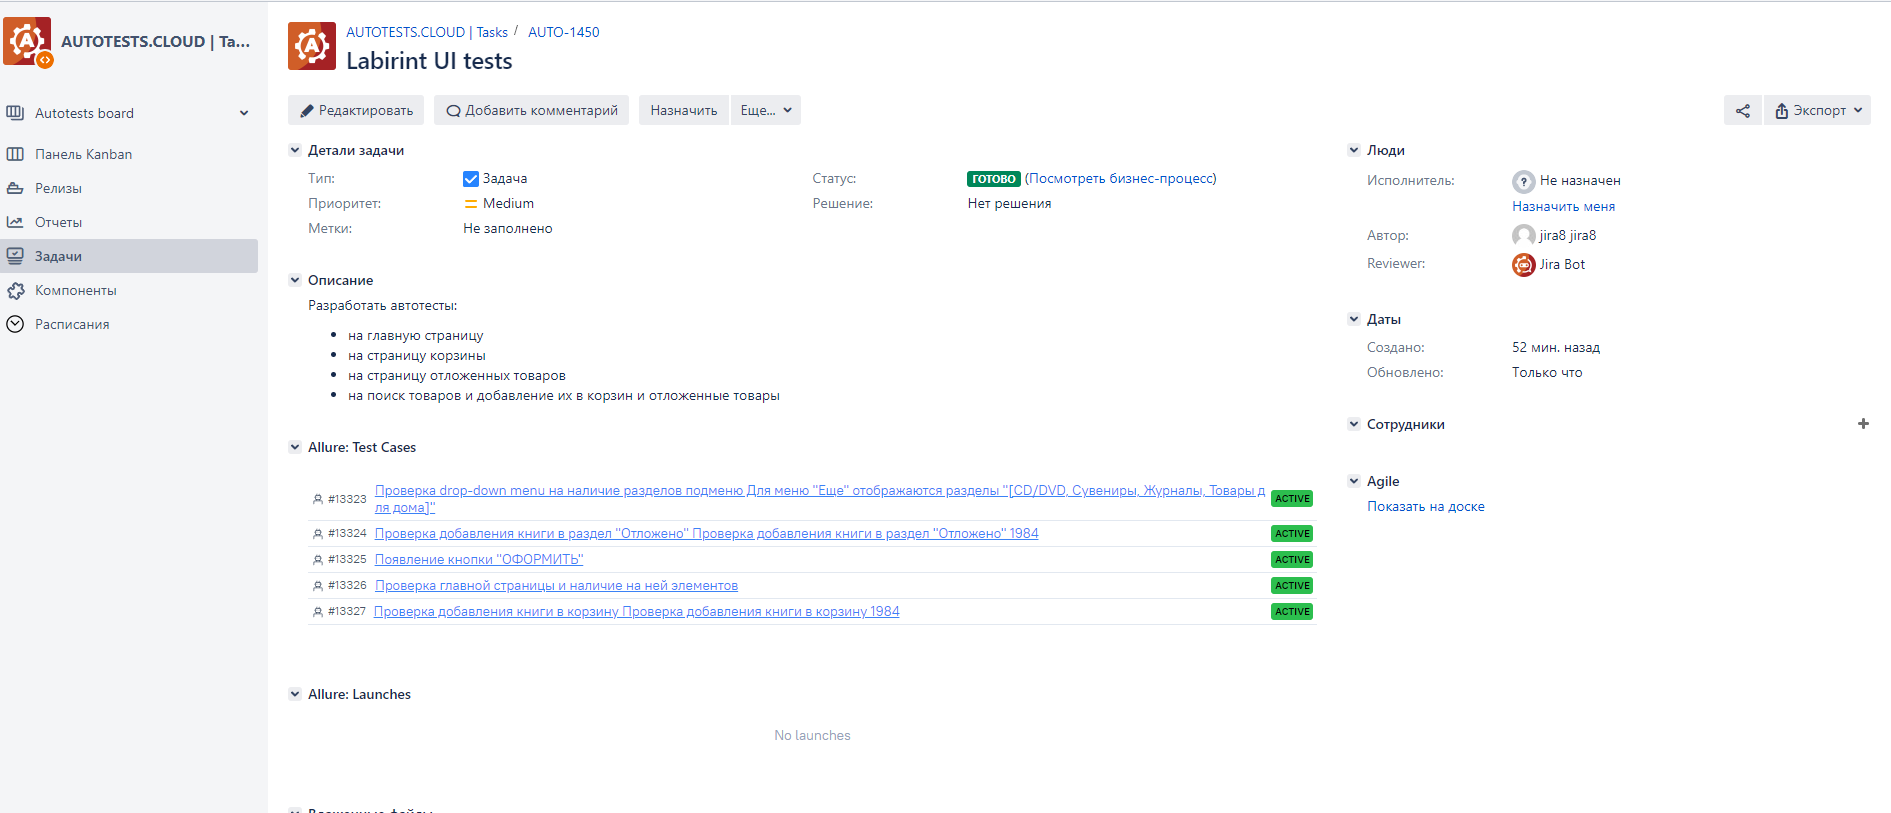 AUTOTESTS.CLOUD | Ta...
Autotests board
Панель Kanban
Релизы
Отчеты
Задачи
Компоненты
Расписания
AUTOTESTS.CLOUD | Tasks / AUTO-1450
Labirint UI tests
Редактировать Добавить комментарий Назначить Еще... Экспорт
Детали задачи
Тип: Задача
Статус: ГОТОВО (Посмотреть бизнес-процесс)
Приоритет: Medium
Решение: Нет решения
Метки: Не заполнено
Описание
Разработать автотесты:
на главную страницу
на страницу корзины
на страницу отложенных товаров
на поиск товаров и добавление их в корзин и отложенные товары
Allure: Test Cases
#13323 Проверка drop-down menu на наличие разделов подменю Для меню "Еще" отображаются разделы "[CD/DVD, Сувениры, Журналы, Товары д
ля дома]" ACTIVE
#13324 Проверка добавления книги в раздел "Отложено" Проверка добавления книги в раздел "Отложено" 1984 ACTIVE
#13325 Появление кнопки "ОФОРМИТЬ" ACTIVE
#13326 Проверка главной страницы и наличие на ней элементов ACTIVE
#13327 Проверка добавления книги в корзину Проверка добавления книги в корзину 1984 ACTIVE
Allure: Launches
No launches
Вложенные файлы
Люди
Исполнитель: Не назначен
Назначить меня
Автор: jira8 jira8
Reviewer: Jira Bot
Даты
Создано: 52 мин. назад
Обновлено: Только что
Сотрудники
Agile
Показать на доске